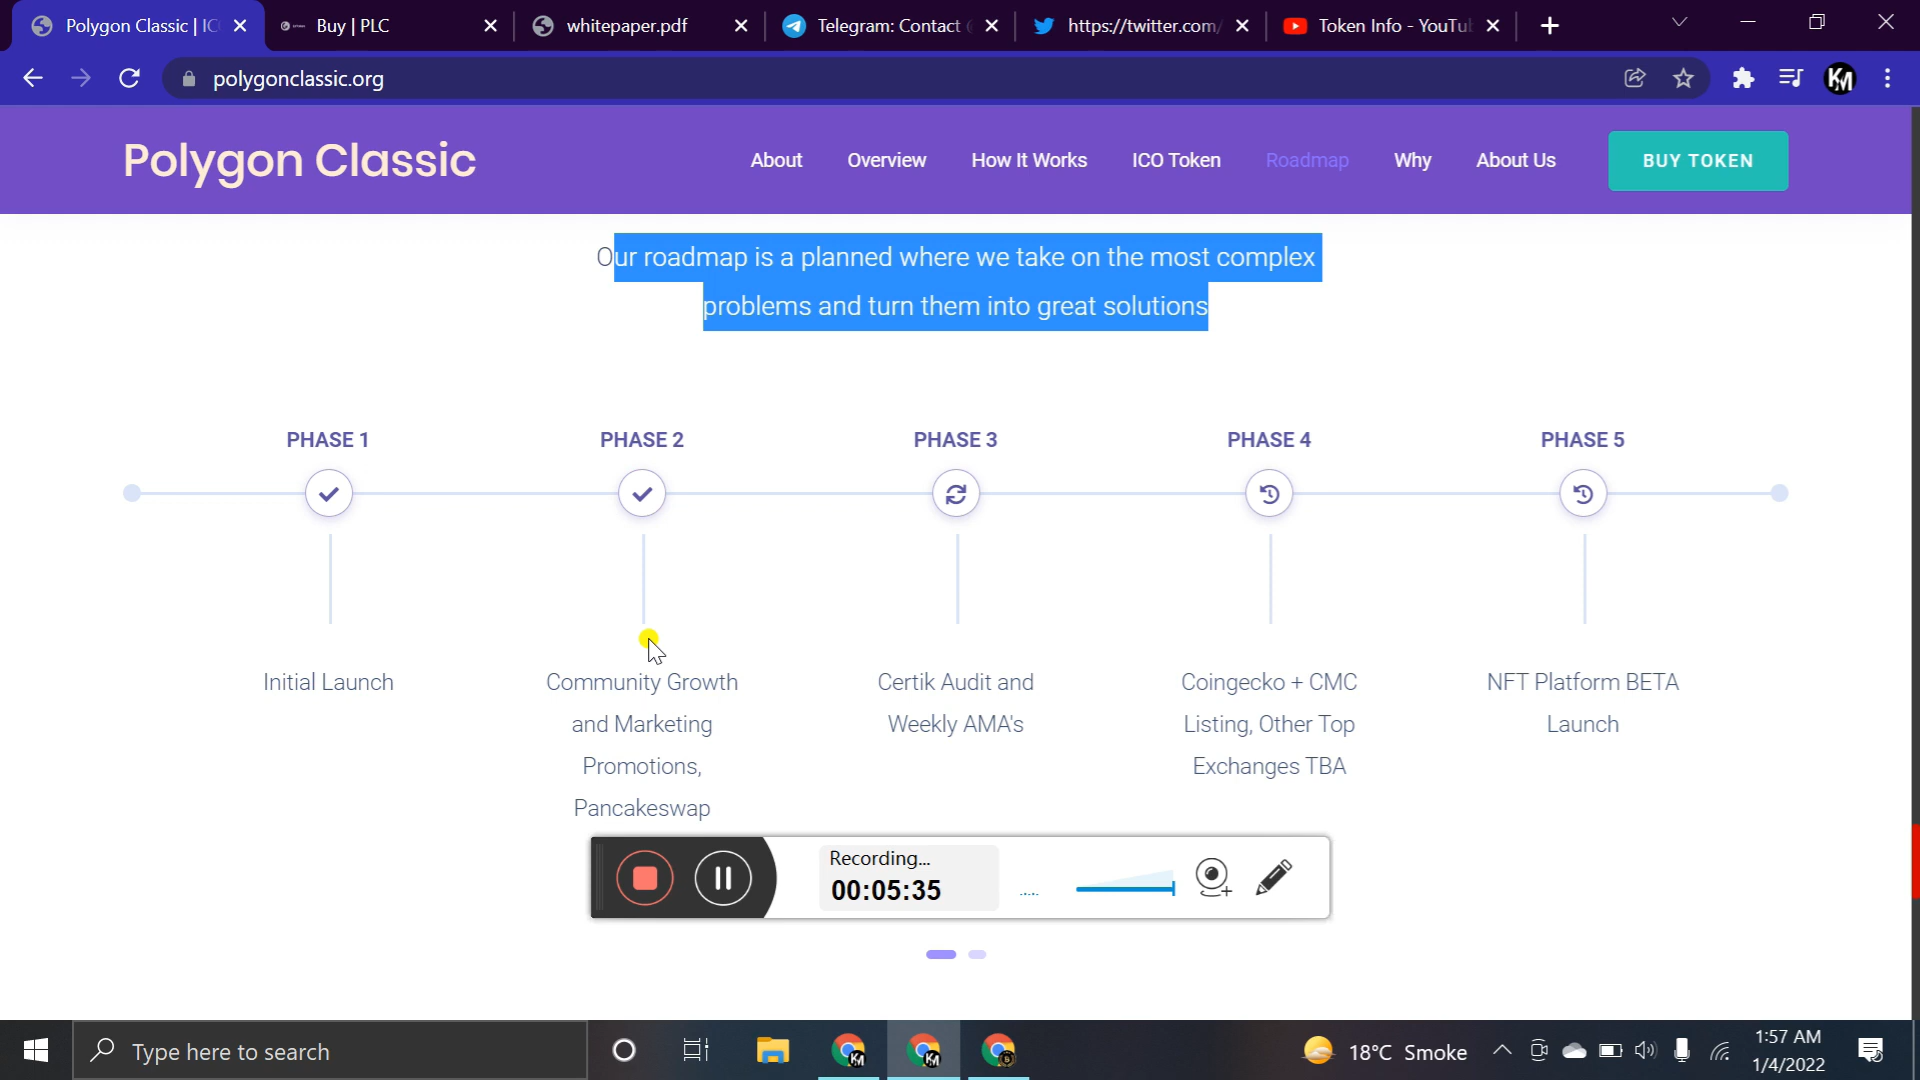 Polygon Classic | IC
Buy | PLC
whitepaper.pdf
Telegram: Contact
https://twitter.com/
Token Info - YouTu
polygonclassic.org
Polygon Classic
About
Overview
How It Works
ICO Token
Roadmap
Why
About Us
BUY TOKEN
Our roadmap is a planned where we take on the most complex
problems and turn them into great solutions
PHASE 1
PHASE 2
PHASE 3
PHASE 4
PHASE 5
Initial Launch
Community Growth
and Marketing
Promotions,
Pancakeswap
Certik Audit and
Weekly AMA's
Coingecko + CMC
Listing, Other Top
Exchanges TBA
NFT Platform BETA
Launch
Recording...
00:05:35
Type here to search
18°C Smoke
1:57 AM
1/4/2022